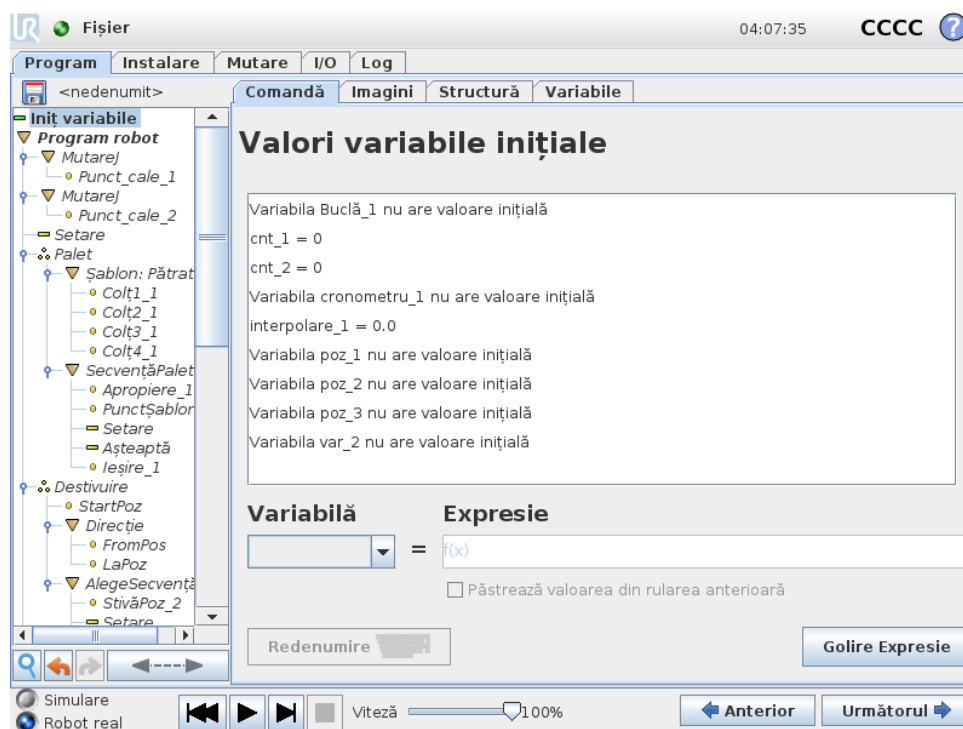 UR Fișier 04:07:35 CCCC ?
Program Instalare Mutare I/O Log
<nedenumit> Comandă Imagini Structură Variabile
Iniț variabile
Program robot
MutareJ
Punct_cale_1
MutareJ
Punct_cale_2
Setare
Palet
Șablon: Pătrat
Colț1_1
Colț2_1
Colț3_1
Colț4_1
SecvențăPalet
Apropiere_1
PunctȘablon
Setare
Așteaptă
Ieșire_1
Destivuire
StartPoz
Direcție
FromPos
LaPoz
AlegeSecvență
StivăPoz_2
Setare
Valori variabile inițiale
Variabila Buclă_1 nu are valoare inițială
cnt_1 = 0
cnt_2 = 0
Variabila cronometru_1 nu are valoare inițială
interpolare_1 = 0.0
Variabila poz_1 nu are valoare inițială
Variabila poz_2 nu are valoare inițială
Variabila poz_3 nu are valoare inițială
Variabila var_2 nu are valoare inițială
Variabilă Expresie
= f(x)
Păstrează valoarea din rularea anterioară
Redenumire
Golire Expresie
Simulare
Robot real
Viteză 100%
Anterior Următorul